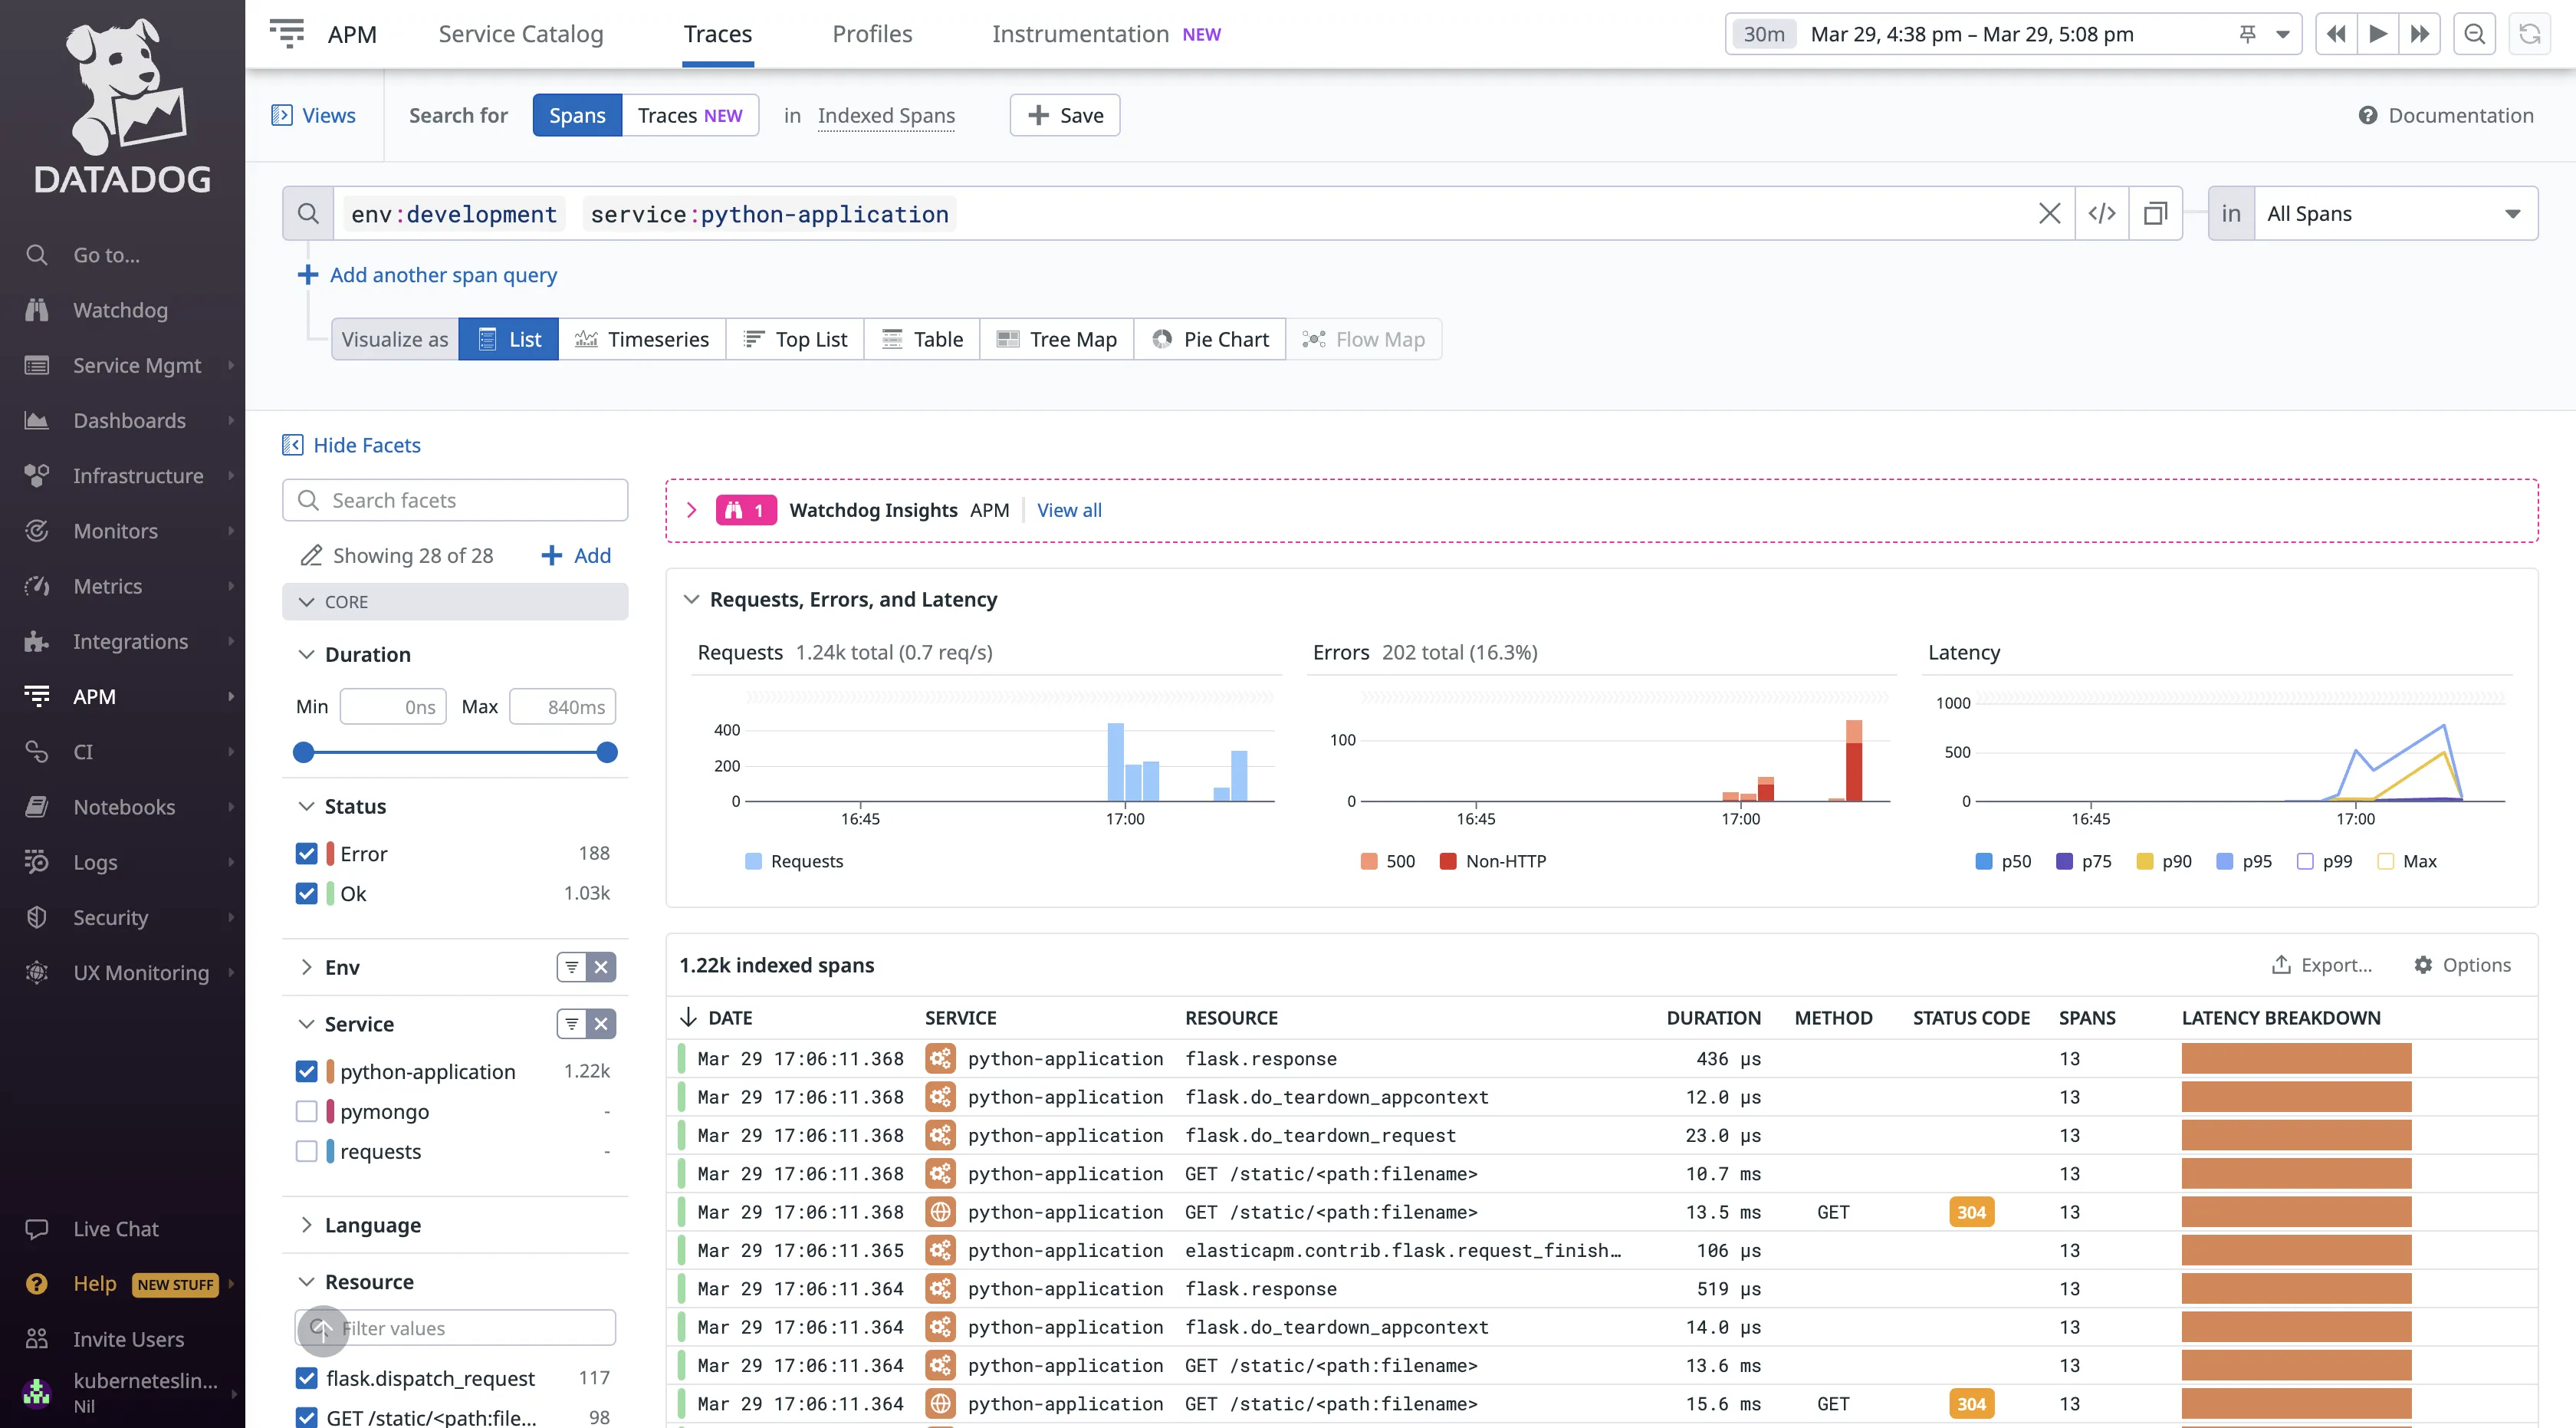 DATADOG
Go to...
Watchdog
Service Mgmt
Dashboards
Infrastructure
Monitors
Metrics
Integrations
APM
CI
Notebooks
Logs
Security
UX Monitoring
Live Chat
Help NEW STUFF
Invite Users
kuberneteslin...
Nil
APM Service Catalog Traces Profiles Instrumentation NEW
30m Mar 29, 4:38 pm – Mar 29, 5:08 pm
Views Search for Spans Traces NEW in Indexed Spans Save Documentation
env:development service:python-application in All Spans
Add another span query
Visualize as List Timeseries Top List Table Tree Map Pie Chart Flow Map
Hide Facets
Search facets
Showing 28 of 28 Add
CORE
Duration
Min 0ns Max 840ms
Status
Error 188
Ok 1.03k
Env
Service
python-application 1.22k
pymongo -
requests -
Language
Resource
Filter values
flask.dispatch_request 117
GET /static/<path:file... 98
1 Watchdog Insights APM View all
Requests, Errors, and Latency
Requests 1.24k total (0.7 req/s)
400
200
0
16:45 17:00
Requests
Errors 202 total (16.3%)
100
0
16:45 17:00
500 Non-HTTP
Latency
1000
500
0
16:45 17:00
p50 p75 p90 p95 p99 Max
1.22k indexed spans Export... Options
DATE SERVICE RESOURCE DURATION METHOD STATUS CODE SPANS LATENCY BREAKDOWN
Mar 29 17:06:11.368 python-application flask.response 436 µs 13
Mar 29 17:06:11.368 python-application flask.do_teardown_appcontext 12.0 µs 13
Mar 29 17:06:11.368 python-application flask.do_teardown_request 23.0 µs 13
Mar 29 17:06:11.368 python-application GET /static/<path:filename> 10.7 ms 13
Mar 29 17:06:11.368 python-application GET /static/<path:filename> 13.5 ms GET 304 13
Mar 29 17:06:11.365 python-application elasticapm.contrib.flask.request_finish… 106 µs 13
Mar 29 17:06:11.364 python-application flask.response 519 µs 13
Mar 29 17:06:11.364 python-application flask.do_teardown_appcontext 14.0 µs 13
Mar 29 17:06:11.364 python-application GET /static/<path:filename> 13.6 ms 13
Mar 29 17:06:11.364 python-application GET /static/<path:filename> 15.6 ms GET 304 13